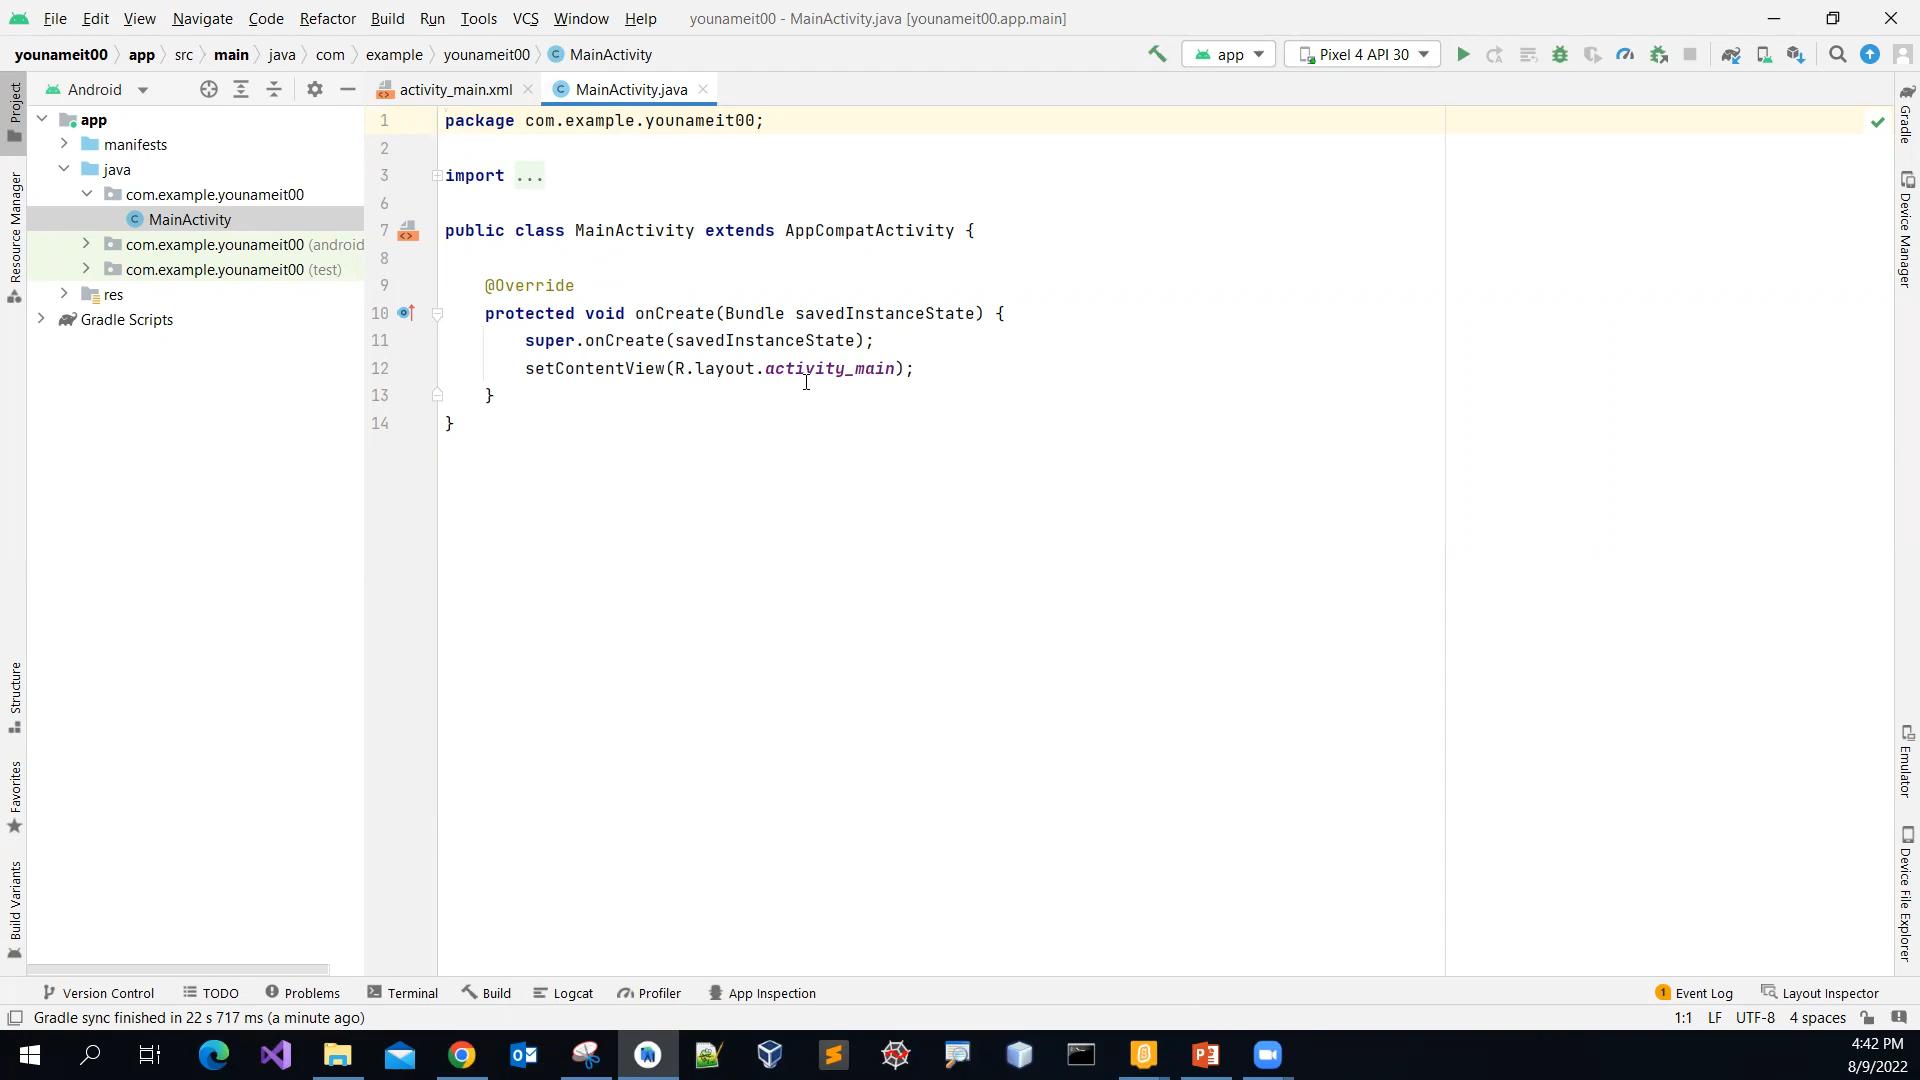 File Edit View Navigate Code Refactor Build Run Tools VCS Window Help younameit00 - MainActivity.java [younameit00.app.main]
younameit00 app src main java com example younameit00 MainActivity app Pixel 4 API 30
Android activity_main.xml MainActivity.java
app
manifests
java
com.example.younameit00
MainActivity
com.example.younameit00 (android
com.example.younameit00 (test)
res
Gradle Scripts
1 package com.example.younameit00;
2
3 import ...
6
7 public class MainActivity extends AppCompatActivity {
8
9 @Override
10 protected void onCreate(Bundle savedInstanceState) {
11 super.onCreate(savedInstanceState);
12 setContentView(R.layout.activity_main);
13 }
14 }
Project
Resource Manager
Structure
Favorites
Build Variants
Gradle
Device Manager
Emulator
Device File Explorer
Version Control TODO Problems Terminal Build Logcat Profiler App Inspection 1 Event Log Layout Inspector
Gradle sync finished in 22 s 717 ms (a minute ago) 1:1 LF UTF-8 4 spaces
4:42 PM
8/9/2022